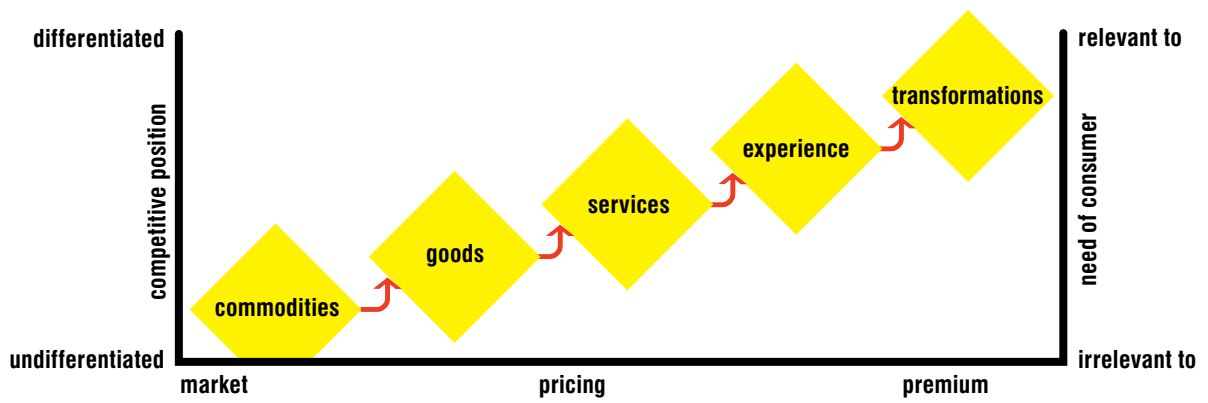 differentiated
relevant to
transformations
experience
services
goods
commodities
competitive position
need of consumer
undifferentiated
irrelevant to
market
pricing
premium